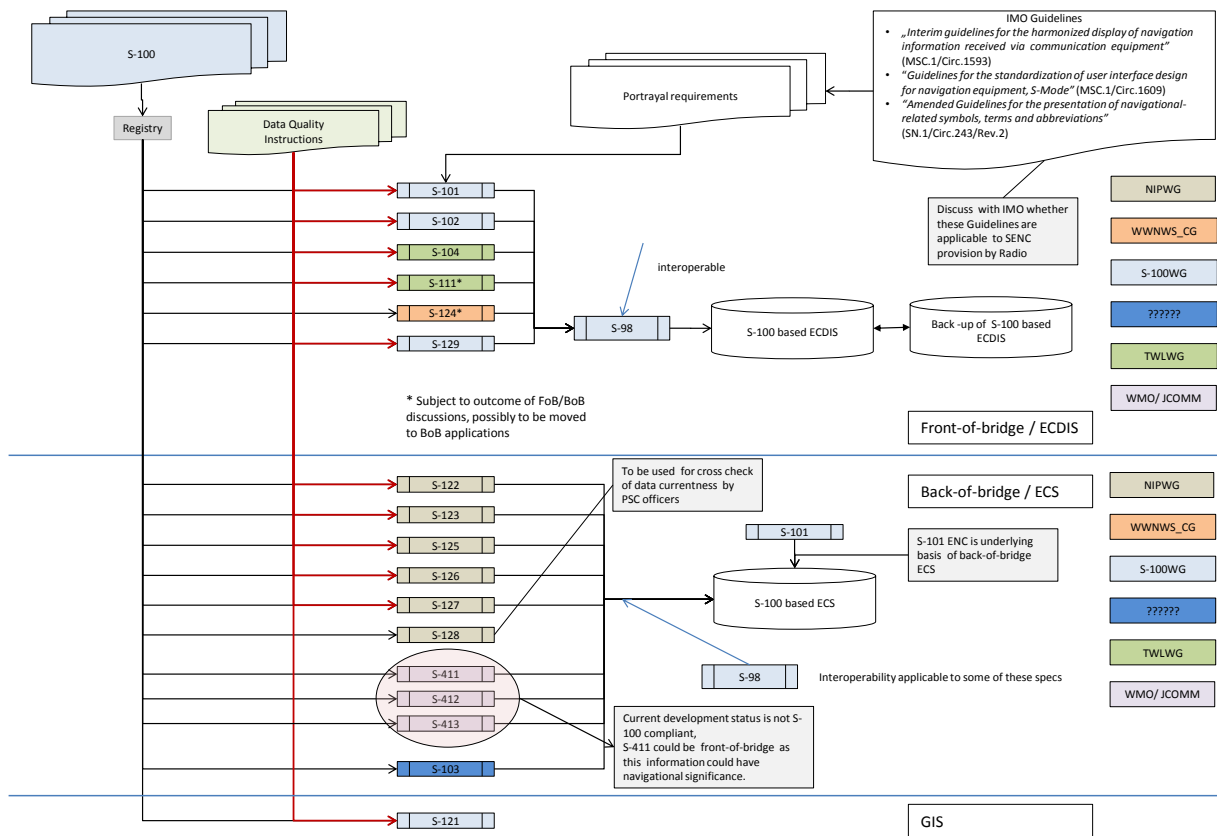 S-100
Registry
Data Quality
Instructions
Portrayal requirements
IMO Guidelines
• „Interim guidelines for the harmonized display of navigation
information received via communication equipment"
(MSC.1/Circ.1593)
• "Guidelines for the standardization of user interface design
for navigation equipment, S-Mode" (MSC.1/Circ.1609)
• "Amended Guidelines for the presentation of navigational-
related symbols, terms and abbreviations"
(SN.1/Circ.243/Rev.2)
Discuss with IMO whether
these Guidelines are
applicable to SENC
provision by Radio
S-101
S-102
S-104
S-111*
S-124*
S-129
interoperable
S-98
S-100 based ECDIS
Back -up of S-100 based
ECDIS
* Subject to outcome of FoB/BoB
discussions, possibly to be moved
to BoB applications
Front-of-bridge / ECDIS
NIPWG
WWNWS_CG
S-100WG
??????
TWLWG
WMO/ JCOMM
S-122
S-123
S-125
S-126
S-127
S-128
S-411
S-412
S-413
S-103
To be used for cross check
of data currentness by
PSC officers
Back-of-bridge / ECS
S-101
S-101 ENC is underlying
basis of back-of-bridge
ECS
S-100 based ECS
S-98
Interoperability applicable to some of these specs
Current development status is not S-
100 compliant,
S-411 could be front-of-bridge as
this information could have
navigational significance.
NIPWG
WWNWS_CG
S-100WG
??????
TWLWG
WMO/ JCOMM
S-121
GIS